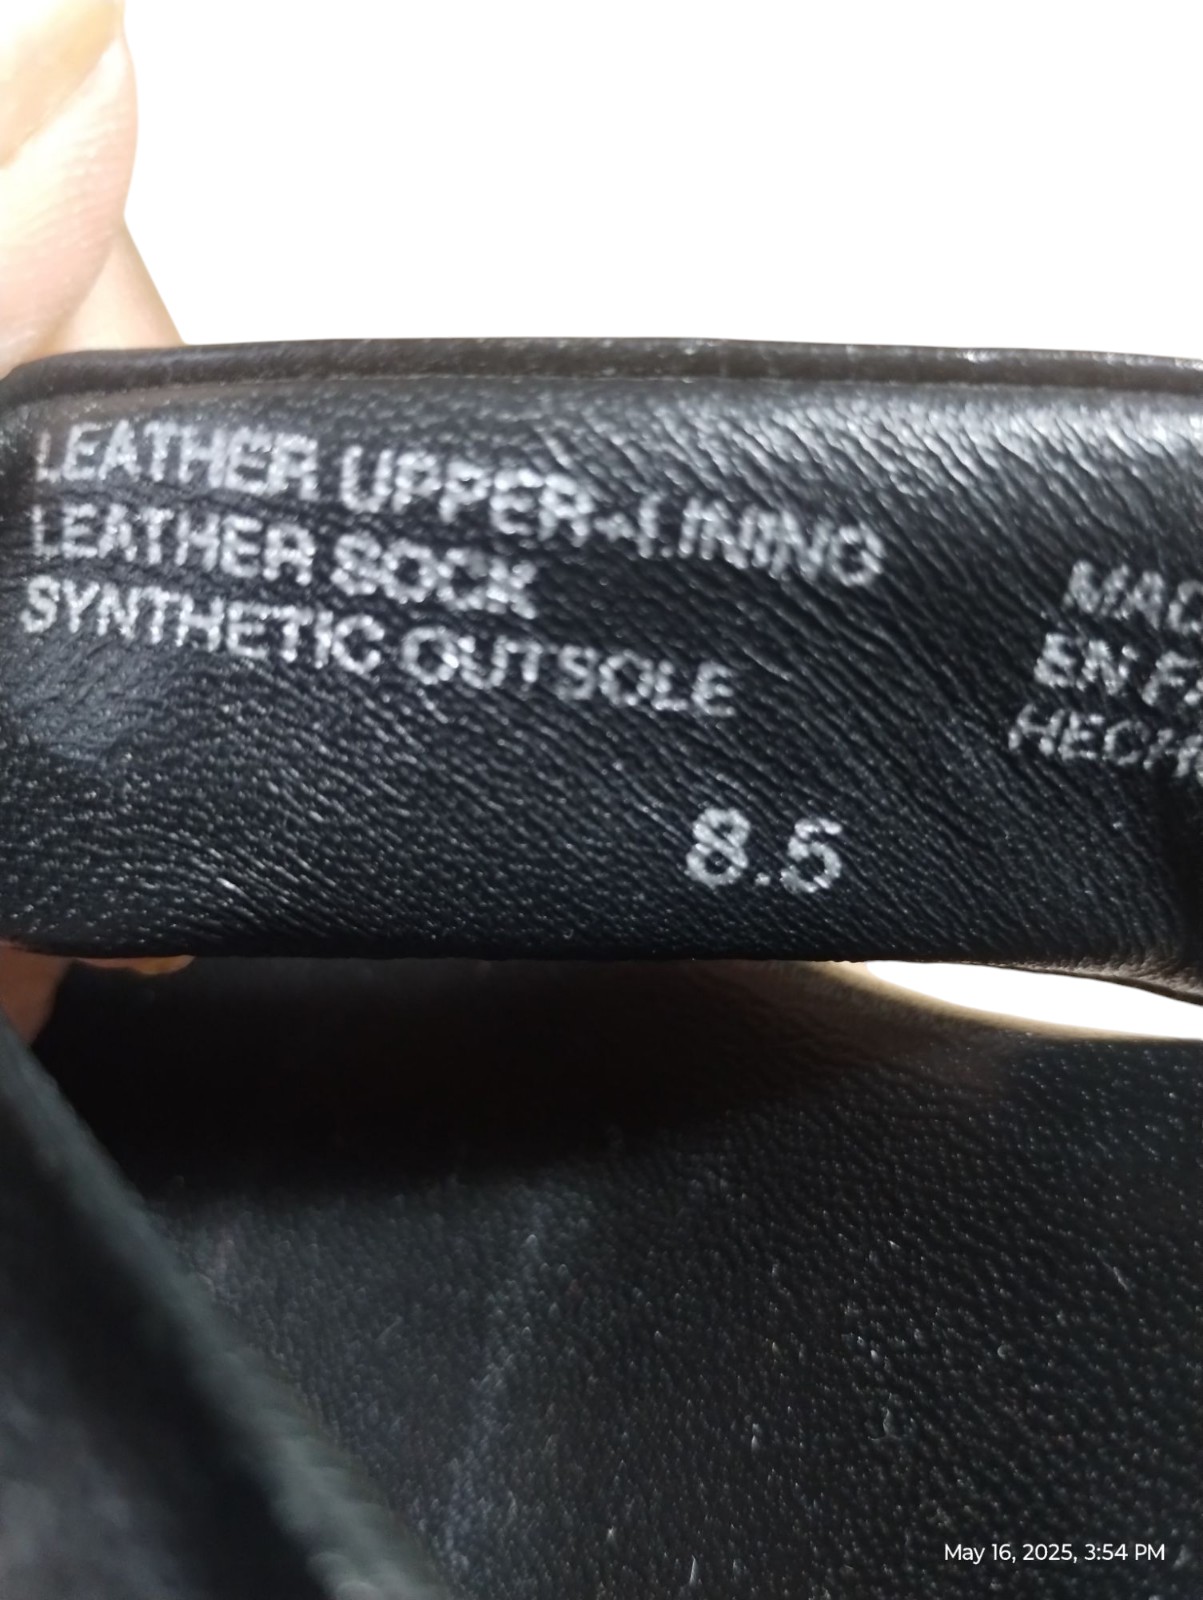 LEATHER UPPER+LINING
LEATHER SOCK
SYNTHETIC OUTSOLE
EN
8.5
May 16, 2025, 3:54 PM